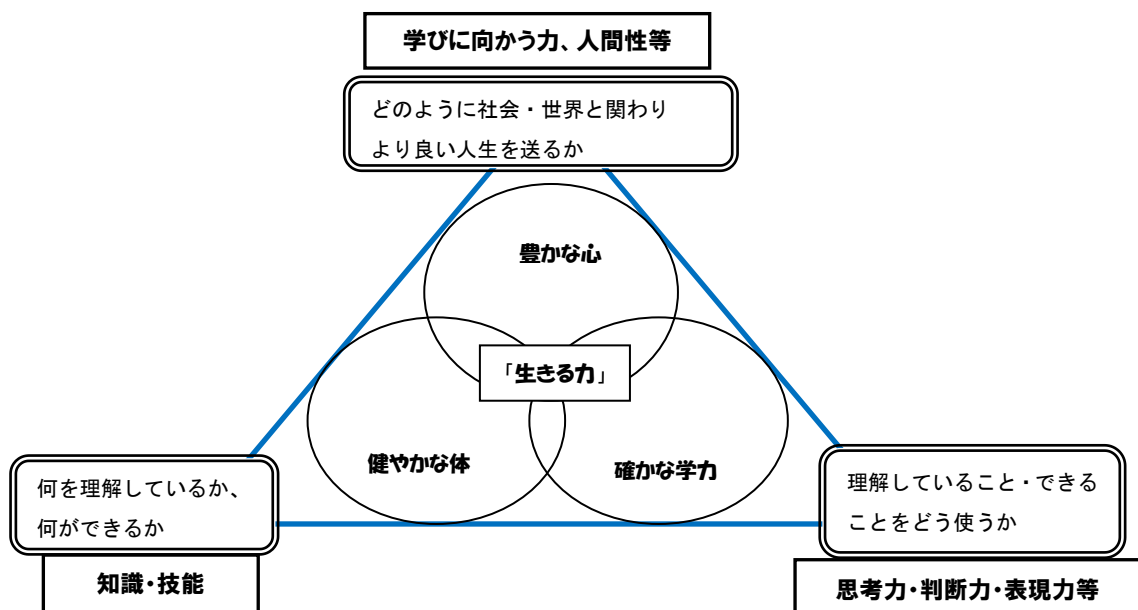 学びに向かう力、人間性等
どのように社会・世界と関わり
より良い人生を送るか
豊かな心
「生きる力」
健やかな体
確かな学力
何を理解しているか、
何ができるか
知識・技能
理解していること・できる
ことをどう使うか
思考力・判断力・表現力等